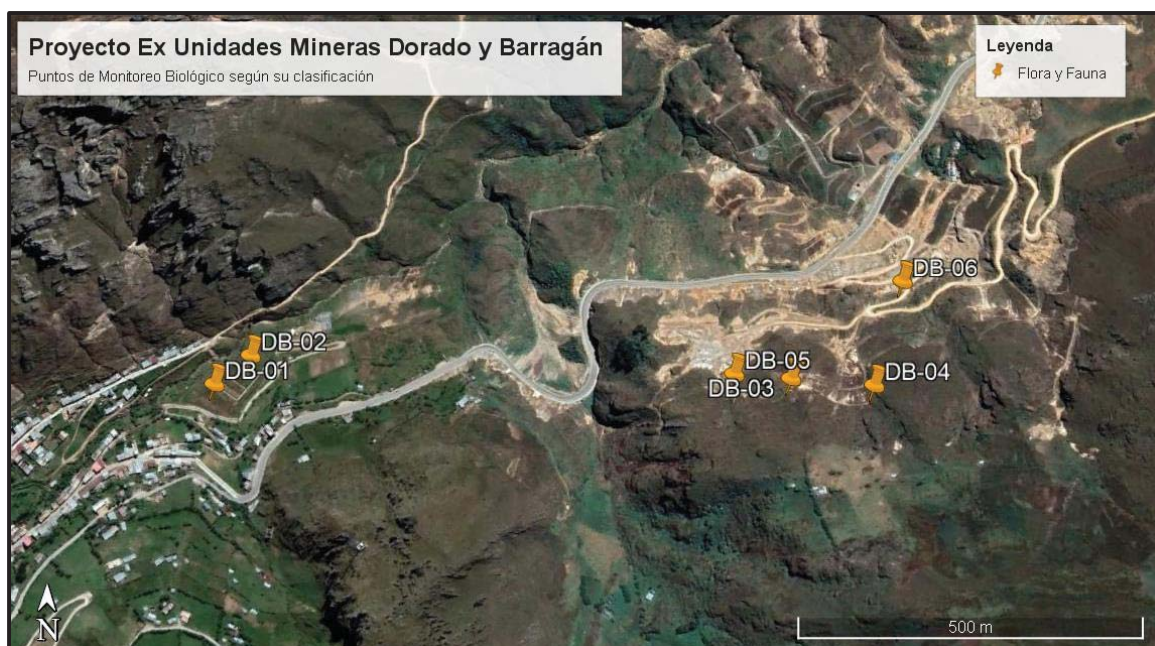 Proyecto Ex Unidades Mineras Dorado y Barragán
Puntos de Monitoreo Biológico según su clasificación
Leyenda
Flora y Fauna
DB-06
DB-02
DB-01
DB-05
DB-03
DB-04
N
500 m